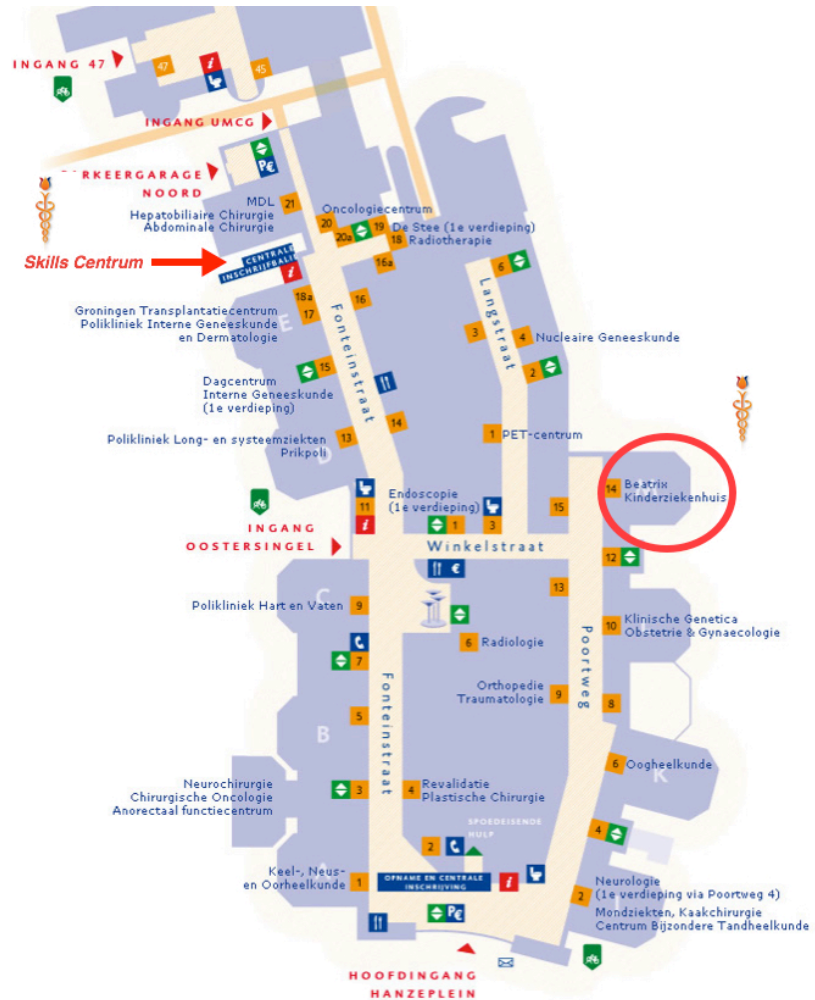 INGANG 47
47
i
45
INGANG UMCG
P€
RKEERGARAGE
NOORD
MDL
Hepatobiliaire Chirurgie
Abdominale Chirurgie
21
Oncologiecentrum
20
20a
19
De Stee (1e verdieping)
18
Radiotherapie
16a
Skills Centrum
CENTRALE
INSCHRIJFBALIE
i
18a
17
16
Groningen Transplantatiecentrum
Polikliniek Interne Geneeskunde
en Dermatologie
E
Fonteinstraat
Langstraat
6
3
4
Nucleaire Geneeskunde
2
15
Dagcentrum
Interne Geneeskunde
(1e verdieping)
14
13
Polikliniek Long- en systeemziekten
Prikpoli
D
1
PET-centrum
14
Beatrix
Kinderziekenhuis
M
Endoscopie
(1e verdieping)
11
i
1
3
15
INGANG
OOSTERSINGEL
Winkelstraat
€
12
13
C
Polikliniek Hart en Vaten
9
6
Radiologie
10
Klinische Genetica
Obstetrie & Gynaecologie
Poortweg
7
Fonteinstraat
Orthopedie
Traumatologie
9
8
5
B
6
Oogheelkunde
K
Neurochirurgie
Chirurgische Oncologie
Anorectaal functiecentrum
3
4
Revalidatie
Plastische Chirurgie
SPOEDEISENDE
HULP
2
4
A
Keel-, Neus-
en Oorheelkunde
1
OPNAME EN CENTRALE
INSCHRIJVING
i
2
Neurologie
(1e verdieping via Poortweg 4)
Mondziekten, Kaakchirurgie
Centrum Bijzondere Tandheelkunde
P€
HOOFDINGANG
HANZEPLEIN